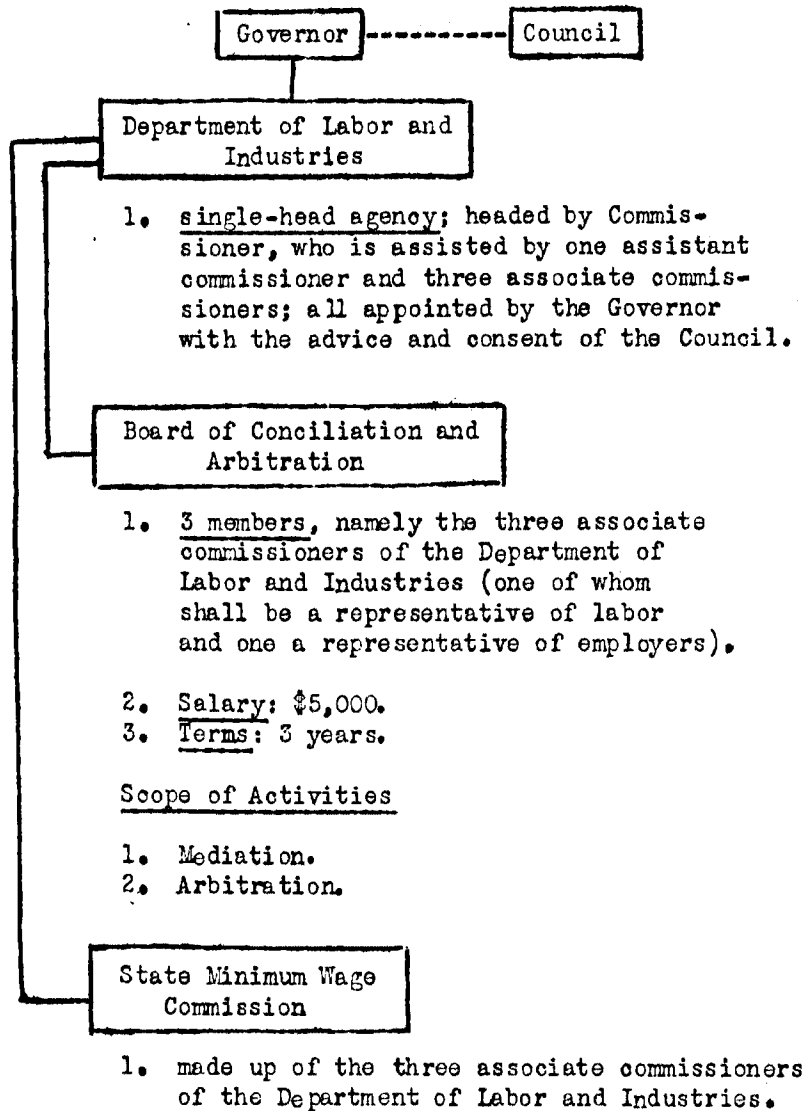 Governor Council
Department of Labor and
Industries
1. single-head agency; headed by Commis-
sioner, who is assisted by one assistant
commissioner and three associate commis-
sioners; all appointed by the Governor
with the advice and consent of the Council.
Board of Conciliation and
Arbitration
1. 3 members, namely the three associate
commissioners of the Department of
Labor and Industries (one of whom
shall be a representative of labor
and one a representative of employers).
2. Salary: $5,000.
3. Terms: 3 years.
Scope of Activities
1. Mediation.
2. Arbitration.
State Minimum Wage
Commission
1. made up of the three associate commissioners
of the Department of Labor and Industries.